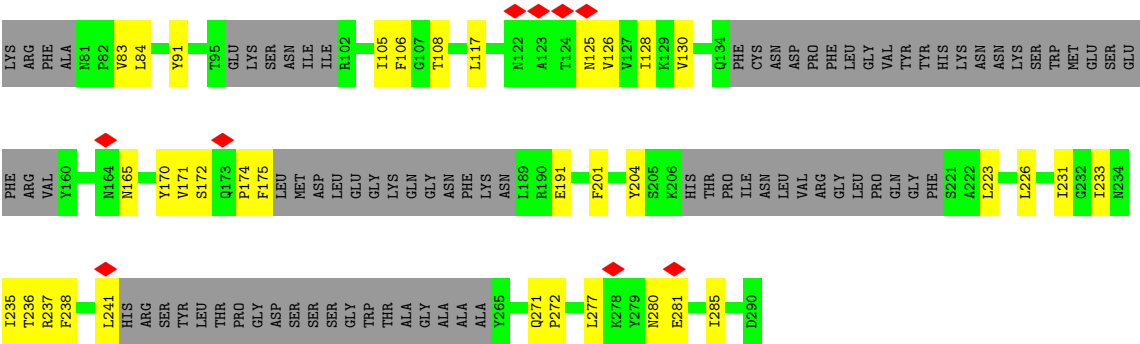 LYS ARG PHE ALA N81 P82 V83 L84 Y91 T95 GLU LYS SER ASN ILE ILE R102 I105 F106 G107 T108 L117 N122 A123 T124 N125 V126 V127 I128 K129 V130 Q134 PHE CYS ASN ASP PRO PHE LEU GLY VAL TYR TYR HIS LYS ASN ASN LYS SER TRP MET GLU SER GLU
PHE ARG VAL Y160 N164 N165 Y170 V171 S172 Q173 P174 F175 LEU MET ASP LEU GLU GLY LYS GLN GLY ASN PHE LYS ASN L189 R190 E191 F201 Y204 S205 K206 HIS THR PRO ILE ASN LEU VAL ARG GLY LEU PRO GLN GLY PHE S221 A222 L223 L226 I231 G232 I233 N234
I235 T236 R237 F238 L241 HIS ARG SER TYR LEU THR PRO GLY ASP SER SER SER GLY TRP THR ALA GLY ALA ALA ALA Y265 Q271 P272 L277 K278 Y279 N280 E281 I285 D290